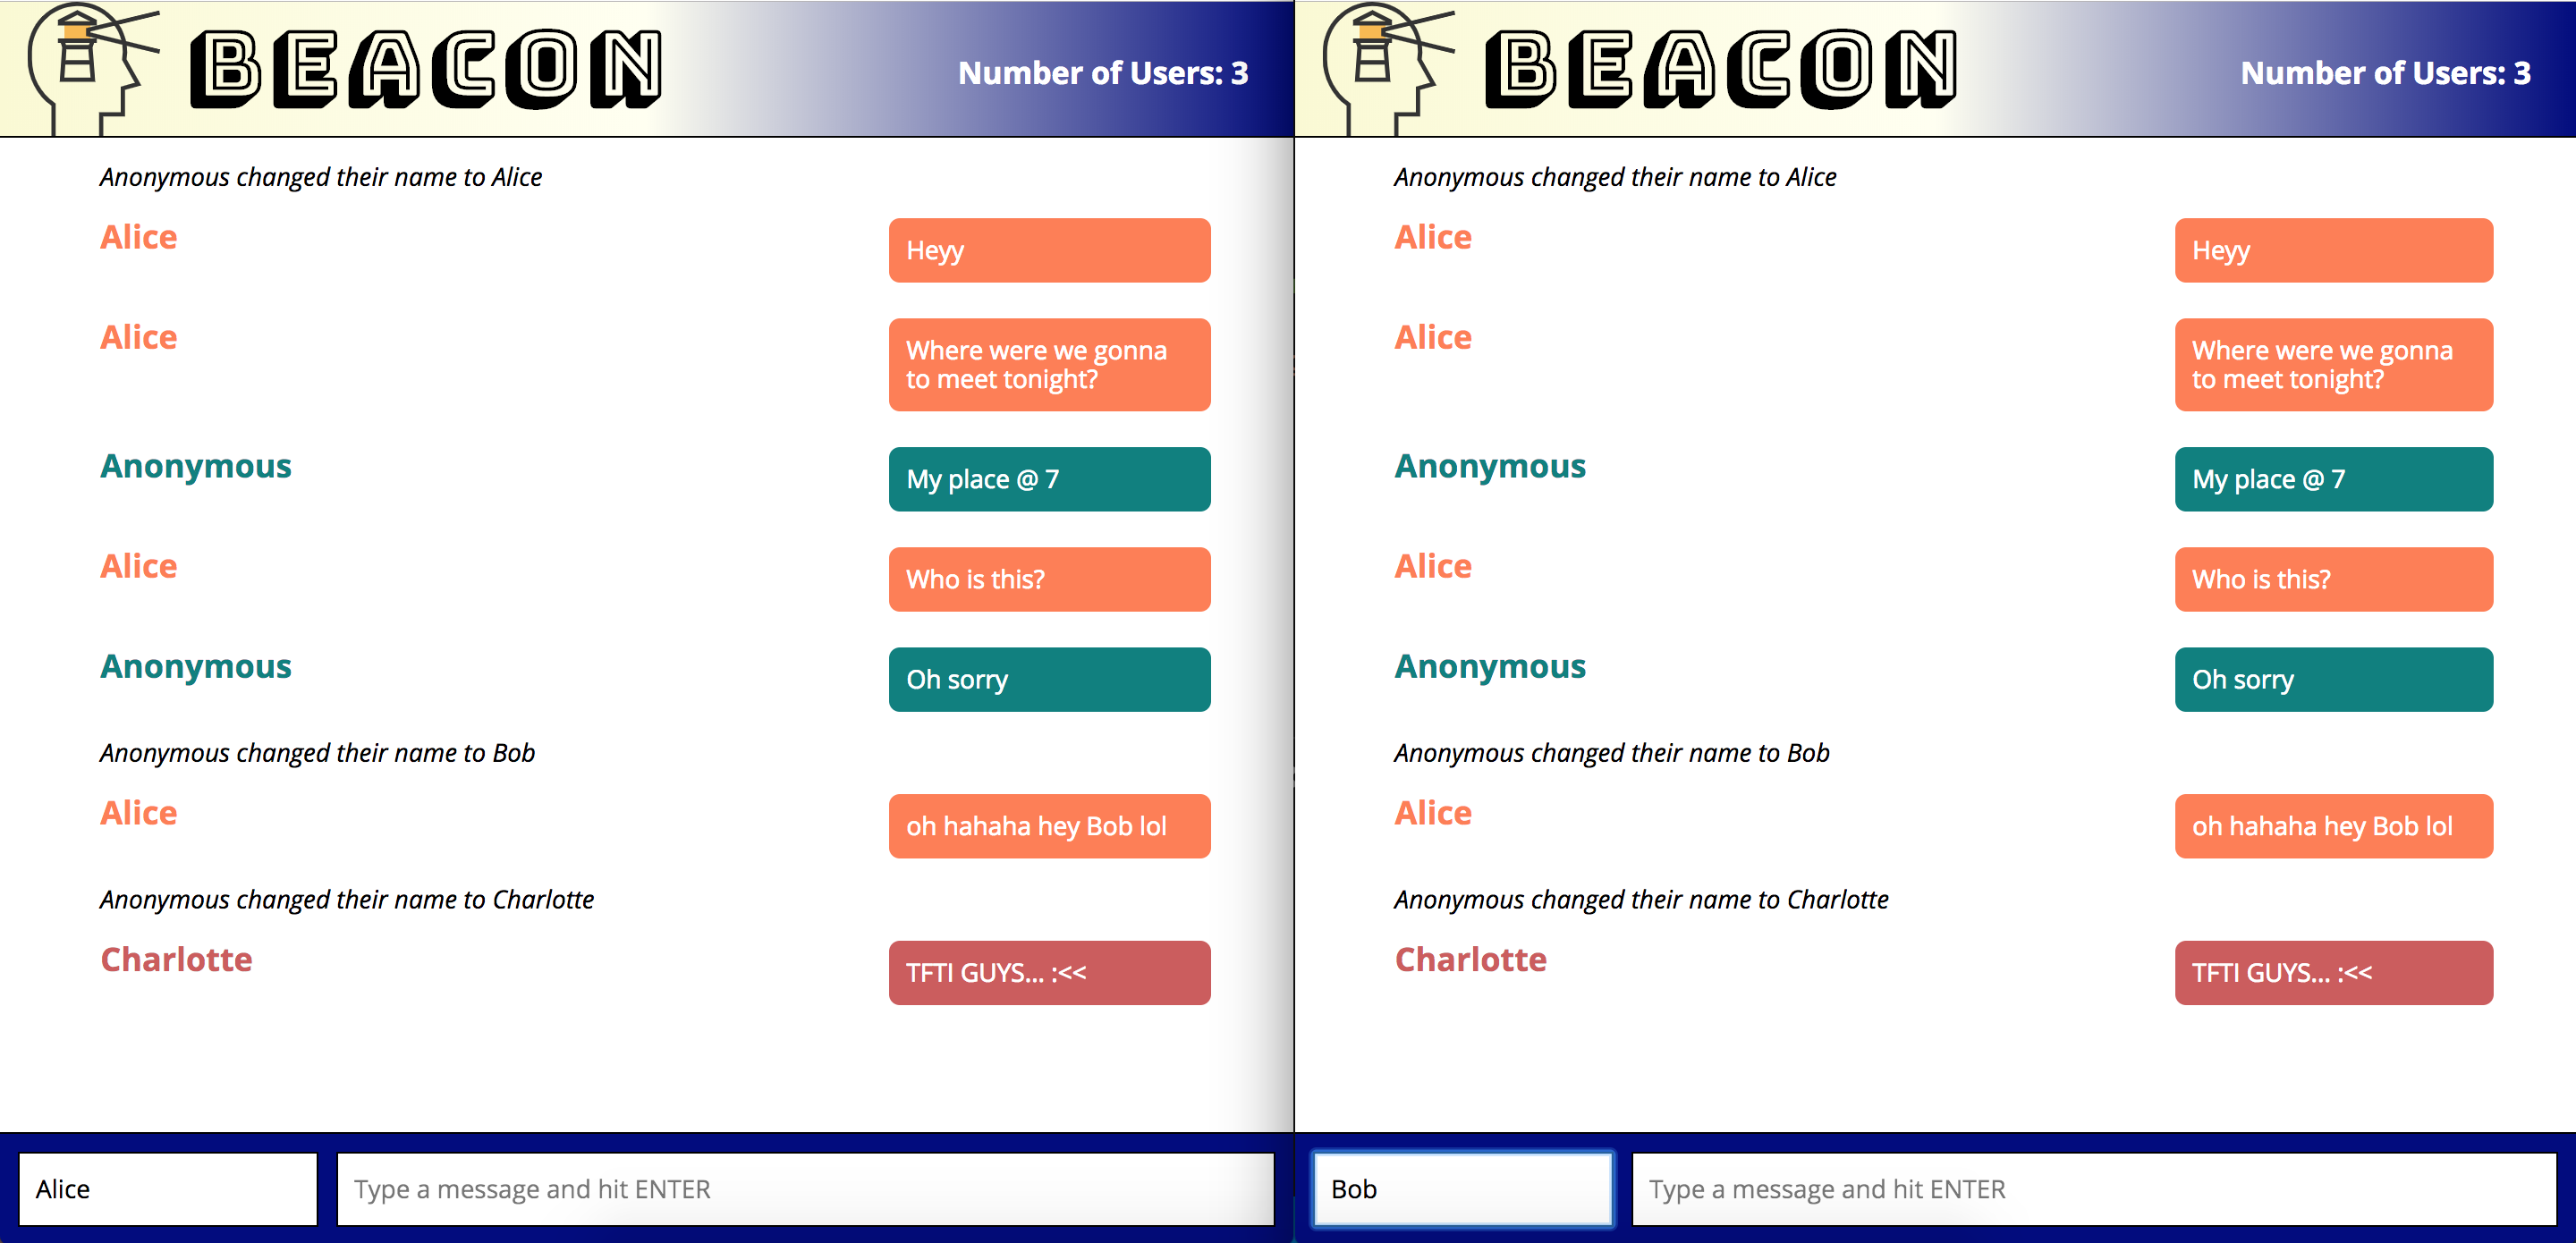 BEACON
Number of Users: 3
Anonymous changed their name to Alice
Alice
Heyy
Alice
Where were we gonna
to meet tonight?
Anonymous
My place @ 7
Alice
Who is this?
Anonymous
Oh sorry
Anonymous changed their name to Bob
Alice
oh hahaha hey Bob lol
Anonymous changed their name to Charlotte
Charlotte
TFTI GUYS... :<<
Alice
Type a message and hit ENTER
BEACON
Number of Users: 3
Anonymous changed their name to Alice
Alice
Heyy
Alice
Where were we gonna
to meet tonight?
Anonymous
My place @ 7
Alice
Who is this?
Anonymous
Oh sorry
Anonymous changed their name to Bob
Alice
oh hahaha hey Bob lol
Anonymous changed their name to Charlotte
Charlotte
TFTI GUYS... :<<
Bob
Type a message and hit ENTER